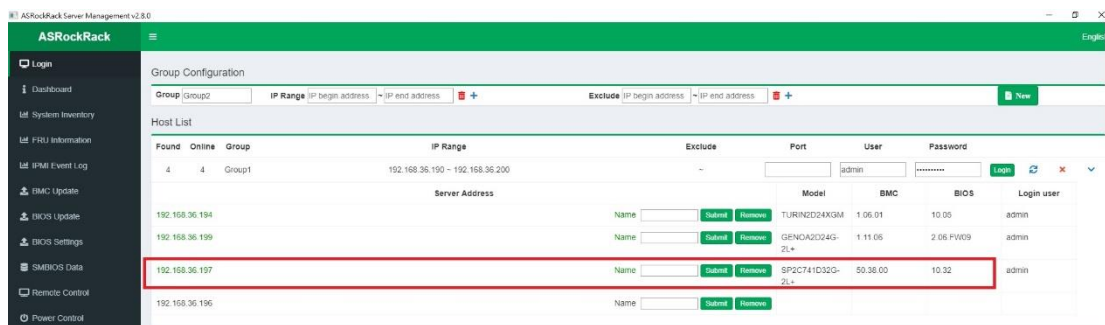 ASRockRack Server Management v2.8.0
ASRockRack
English
Login
Group Configuration
Dashboard
Group Group2 IP Range IP begin address ~ IP end address Exclude IP begin address ~ IP end address New
System Inventory
Host List
FRU Information
Found Online Group IP Range Exclude Port User Password
IPMI Event Log
4 4 Group1 192.168.36.190 ~ 192.168.36.200 ~ admin •••••••••• Login
BMC Update
Server Address Model BMC BIOS Login user
BIOS Update
192.168.36.194 Name Submit Remove TURIN2D24XGM 1.06.01 10.05 admin
BIOS Settings
192.168.36.199 Name Submit Remove GENOA2D24G-2L+ 1.11.06 2.06.FW09 admin
SMBIOS Data
192.168.36.197 Name Submit Remove SP2C741D32G-2L+ 50.38.00 10.32 admin
Remote Control
192.168.36.196 Name Submit Remove
Power Control